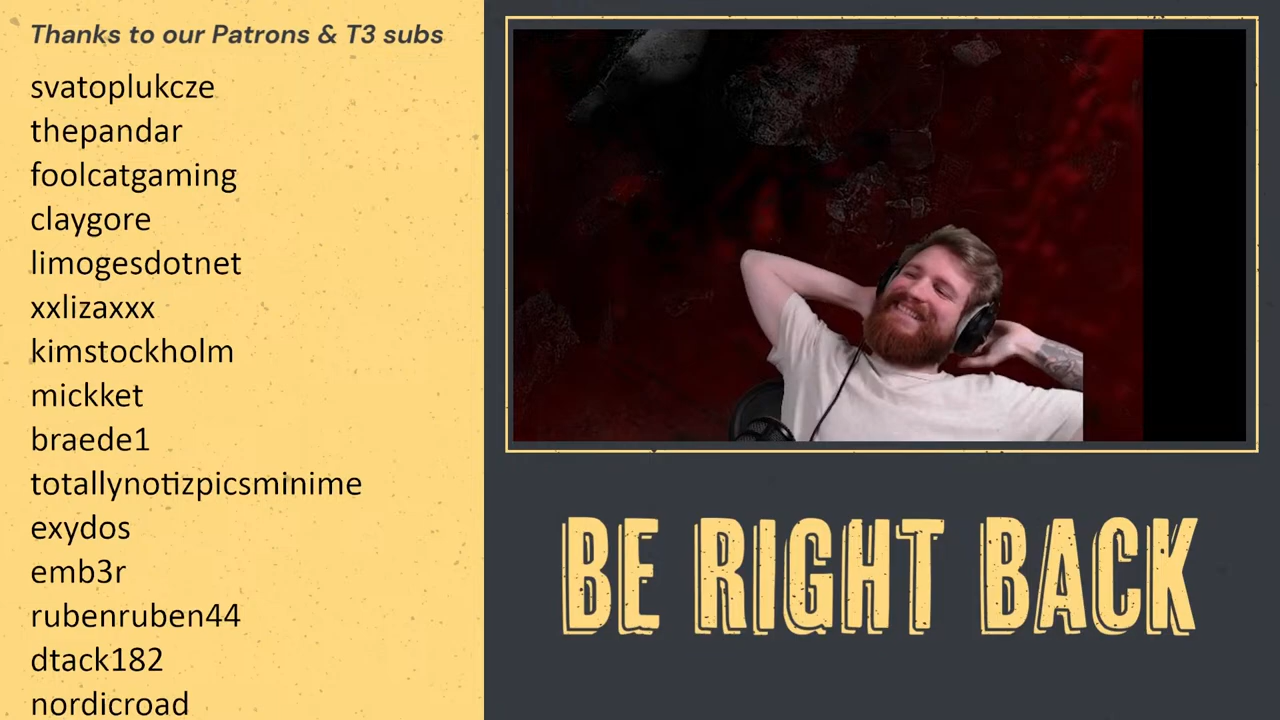 Thanks to our Patrons & T3 subs
svatoplukcze
thepandar
foolcatgaming
claygore
limogesdotnet
xxlizaxxx
kimstockholm
mickket
braede1
totallynotizpicsminime
exydos
emb3r
rubenruben44
dtack182
nordicroad
BE RIGHT BACK